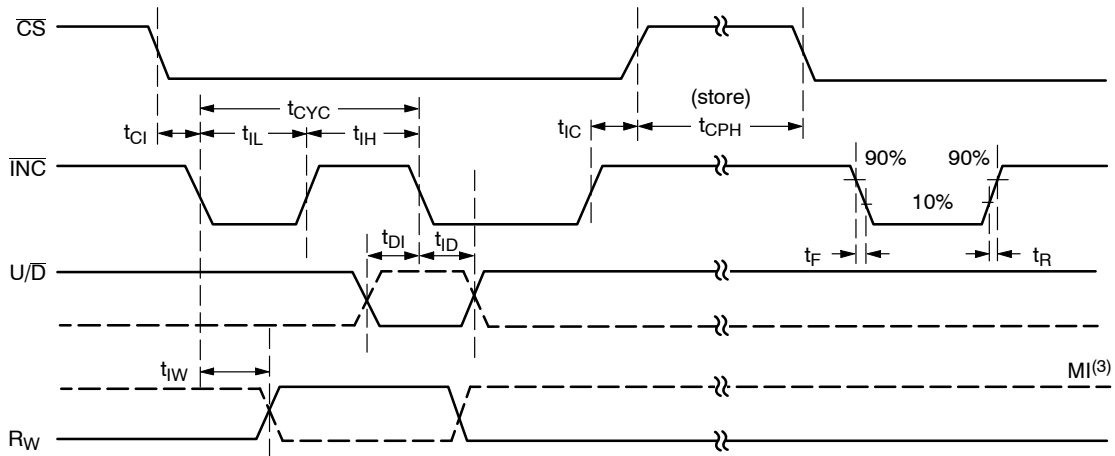 CS
(store)
tCYC
tCI tIL tIH tIC tCPH
INC
90% 90%
10%
tDI tID
tF tR
U/D
tIW
MI(3)
RW